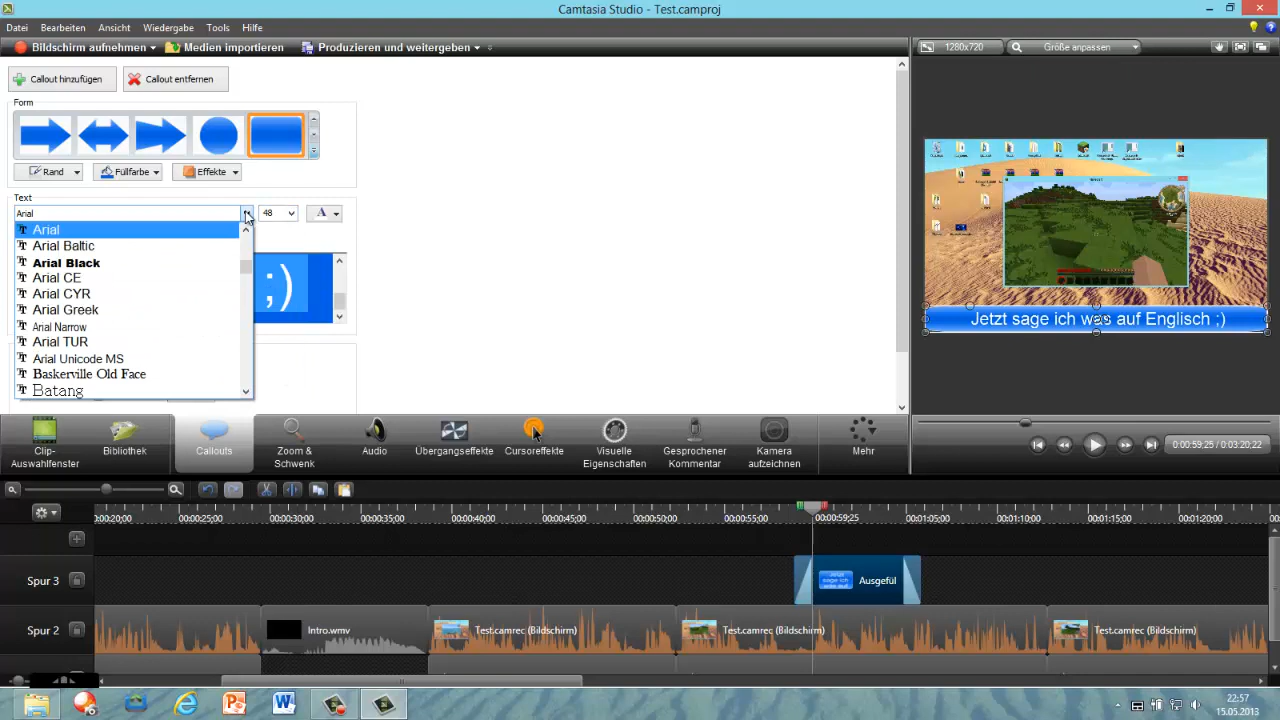 Camtasia Studio - Test.camproj
Datei Bearbeiten Ansicht Wiedergabe Tools Hilfe
Bildschirm aufnehmen Medien importieren Produzieren und weitergeben
1280x720 Größe anpassen
Callout hinzufügen Callout entfernen
Form
Rand Füllfarbe Effekte
Text
Arial 48 A
Arial
Arial Baltic
Arial Black
Arial CE
Arial CYR
Arial Greek
Arial Narrow
Arial TUR
Arial Unicode MS
Baskerville Old Face
Batang
;)
Jetzt sage ich was auf Englisch ;)
Clip-Auswahlfenster
Bibliothek
Callouts
Zoom & Schwenk
Audio
Übergangseffekte
Cursoreffekte
Visuelle Eigenschaften
Gesprochener Kommentar
Kamera aufzeichnen
Mehr
0:00:59;25 / 0:03:20;22
00:00:20;00 00:00:25;00 00:00:30;00 00:00:35;00 00:00:40;00 00:00:45;00 00:00:50;00 00:00:55;00 00:00:59;25 00:01:05;00 00:01:10;00 00:01:15;00 00:01:20;00
Spur 3 Jetzt sage ich was auf Ausgefül
Spur 2 Intro.wmv Test.camrec (Bildschirm) Test.camrec (Bildschirm) Test.camrec (Bildschirm)
22:57
15.05.2013